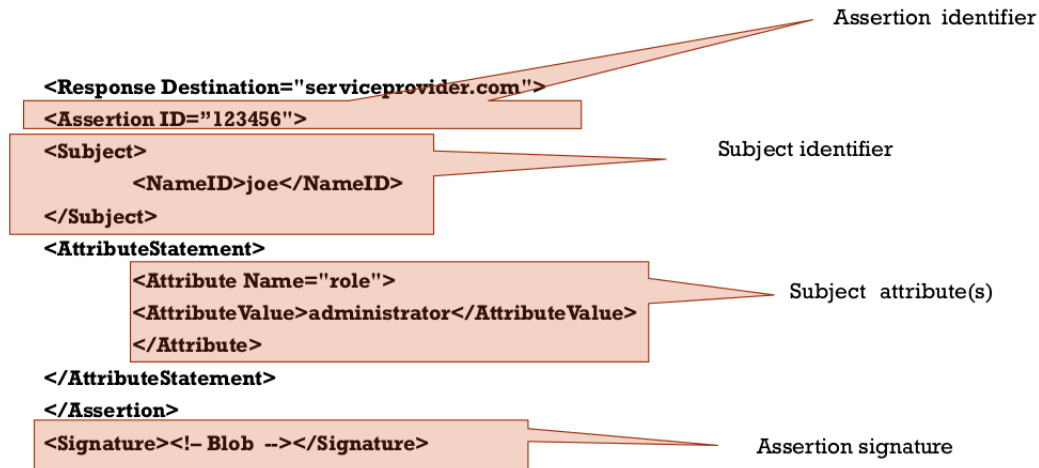 Assertion identifier
<Response Destination="serviceprovider.com">
<Assertion ID=”123456">
<Subject>
<NameID>joe</NameID>
</Subject>
Subject identifier
<AttributeStatement>
<Attribute Name="role">
<AttributeValue>administrator</AttributeValue>
</Attribute>
Subject attribute(s)
</AttributeStatement>
</Assertion>
<Signature><!– Blob --></Signature>
Assertion signature